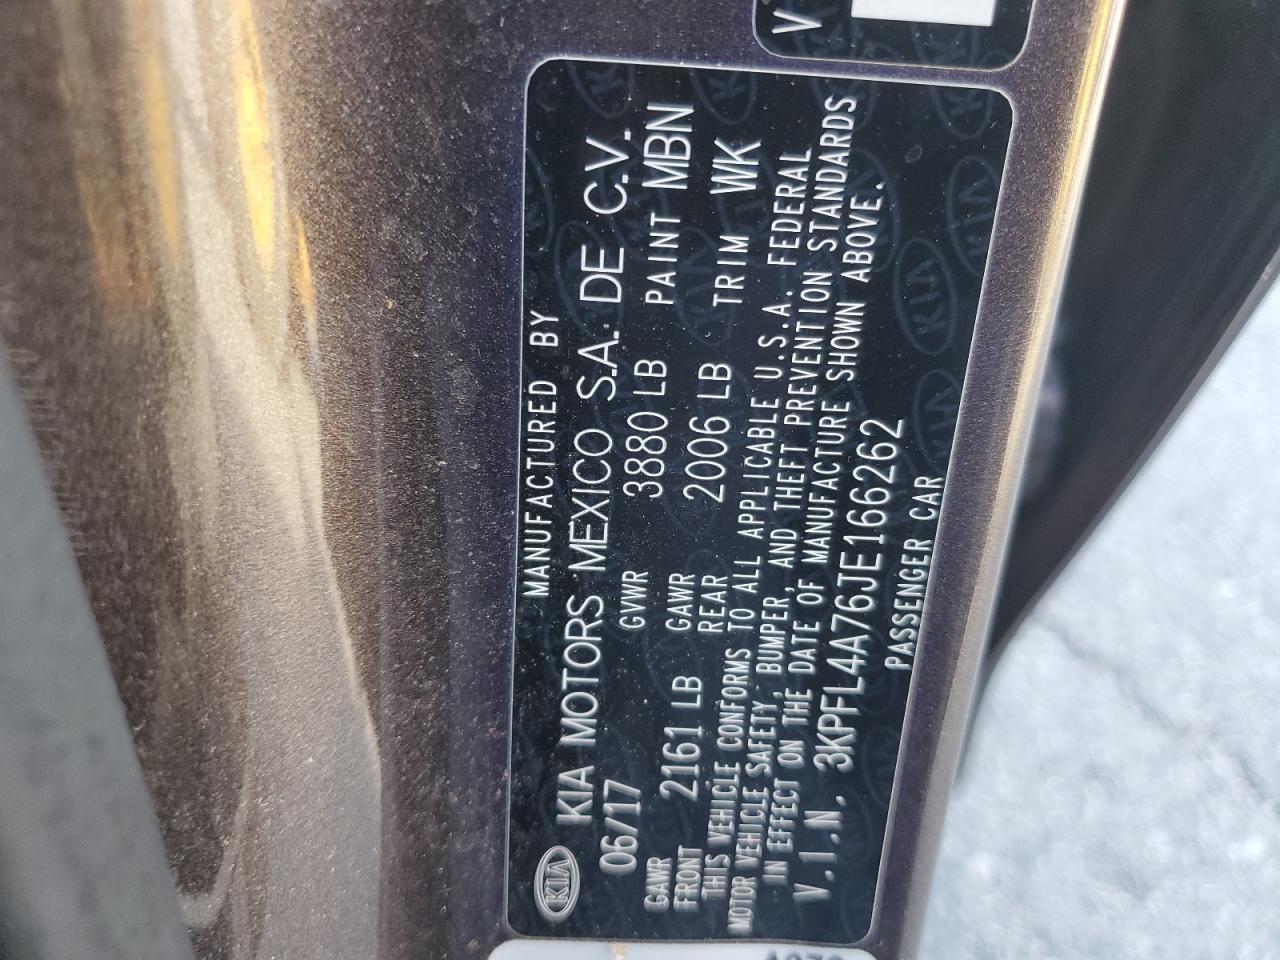 V
MANUFACTURED BY
KIA KIA MOTORS MEXICO S.A. DE C.V.
06/17 GVWR 3880 LB PAINT MBN
GAWR FRONT 2161 LB GAWR REAR 2006 LB TRIM WK
THIS VEHICLE CONFORMS TO ALL APPLICABLE U.S.A. FEDERAL
MOTOR VEHICLE SAFETY, BUMPER, AND THEFT PREVENTION STANDARDS
IN EFFECT ON THE DATE OF MANUFACTURE SHOWN ABOVE.
V.I.N. 3KPFL4A76JE166262
PASSENGER CAR